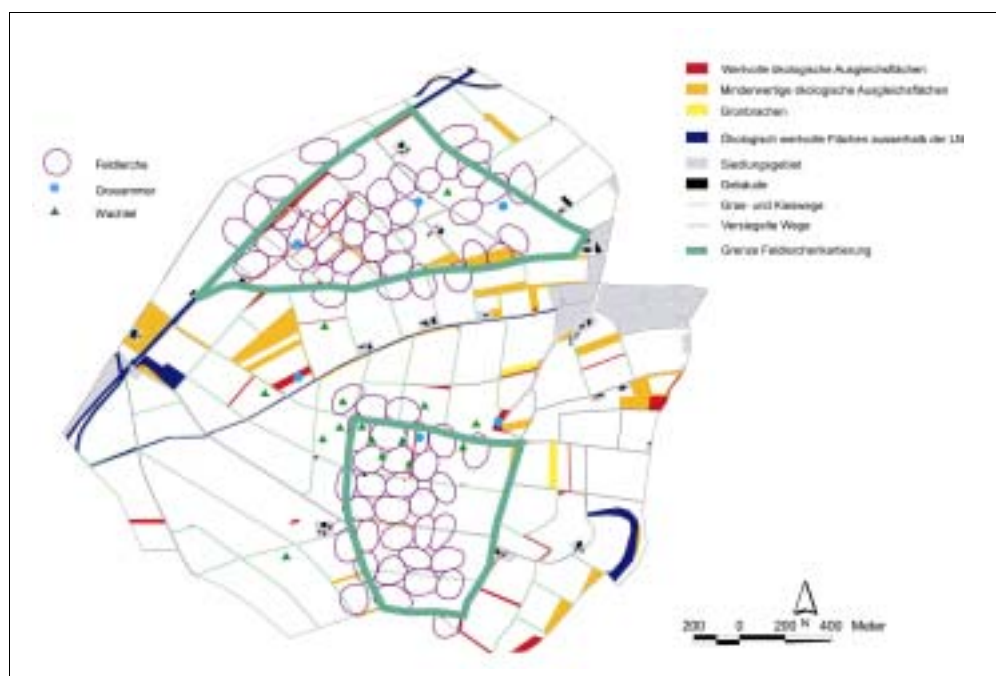 Feldlerche
Grauammer
Wachtel
Wertvolle ökologische Ausgleichsflächen
Minderwertige ökologische Ausgleichsflächen
Grünbrachen
Ökologisch wertvolle Flächen ausserhalb der LN
Siedlungsgebiet
Gebäude
Gras- und Kieswege
Versiegelte Wege
Grenze Feldlerchenkartierung
N
200 0 200 400 Meter